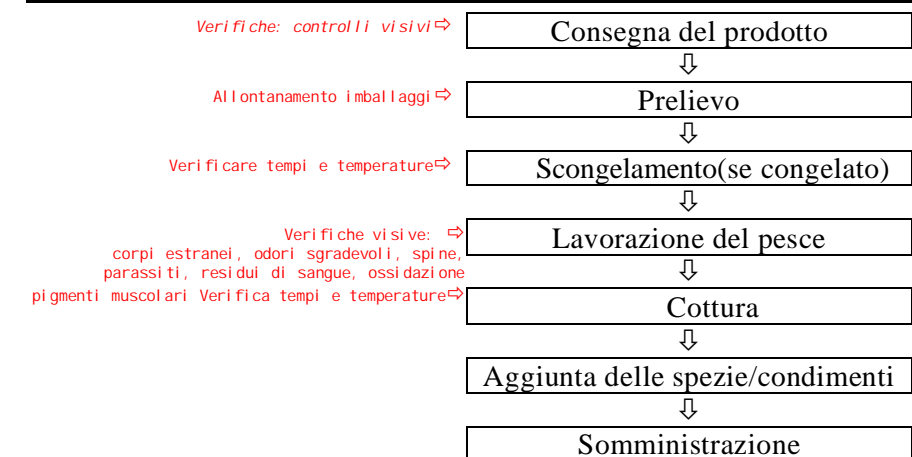 Verifiche: controlli visivi⇨
Consegna del prodotto
⇩
Allontanamento imballaggi⇨
Prelievo
⇩
Verificare tempi e temperature⇨
Scongelamento(se congelato)
⇩
Verifiche visive: ⇨
corpi estranei, odori sgradevoli, spine,
parassiti, residui di sangue, ossidazione
Lavorazione del pesce
⇩
pigmenti muscolari Verifica tempi e temperature⇨
Cottura
⇩
Aggiunta delle spezie/condimenti
⇩
Somministrazione